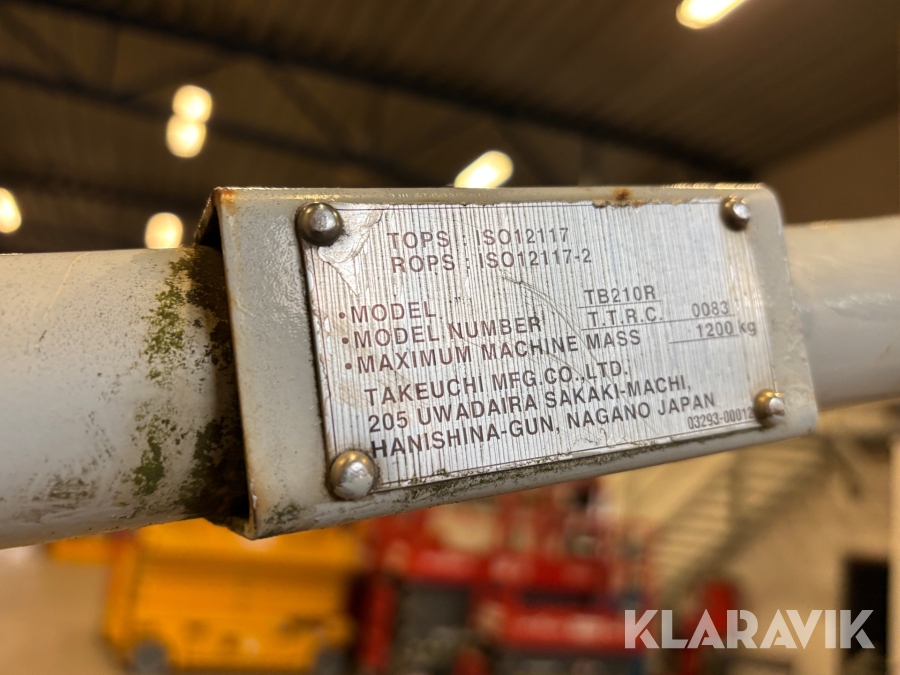 TOPS : ISO12117
ROPS : ISO12117-2
• MODEL TB210R
• MODEL NUMBER T.T.R.C. 0083
• MAXIMUM MACHINE MASS 1200 kg
TAKEUCHI MFG.CO.,LTD.
205 UWADAIRA SAKAKI-MACHI,
HANISHINA-GUN, NAGANO JAPAN
03293-00012
KLARAVIK